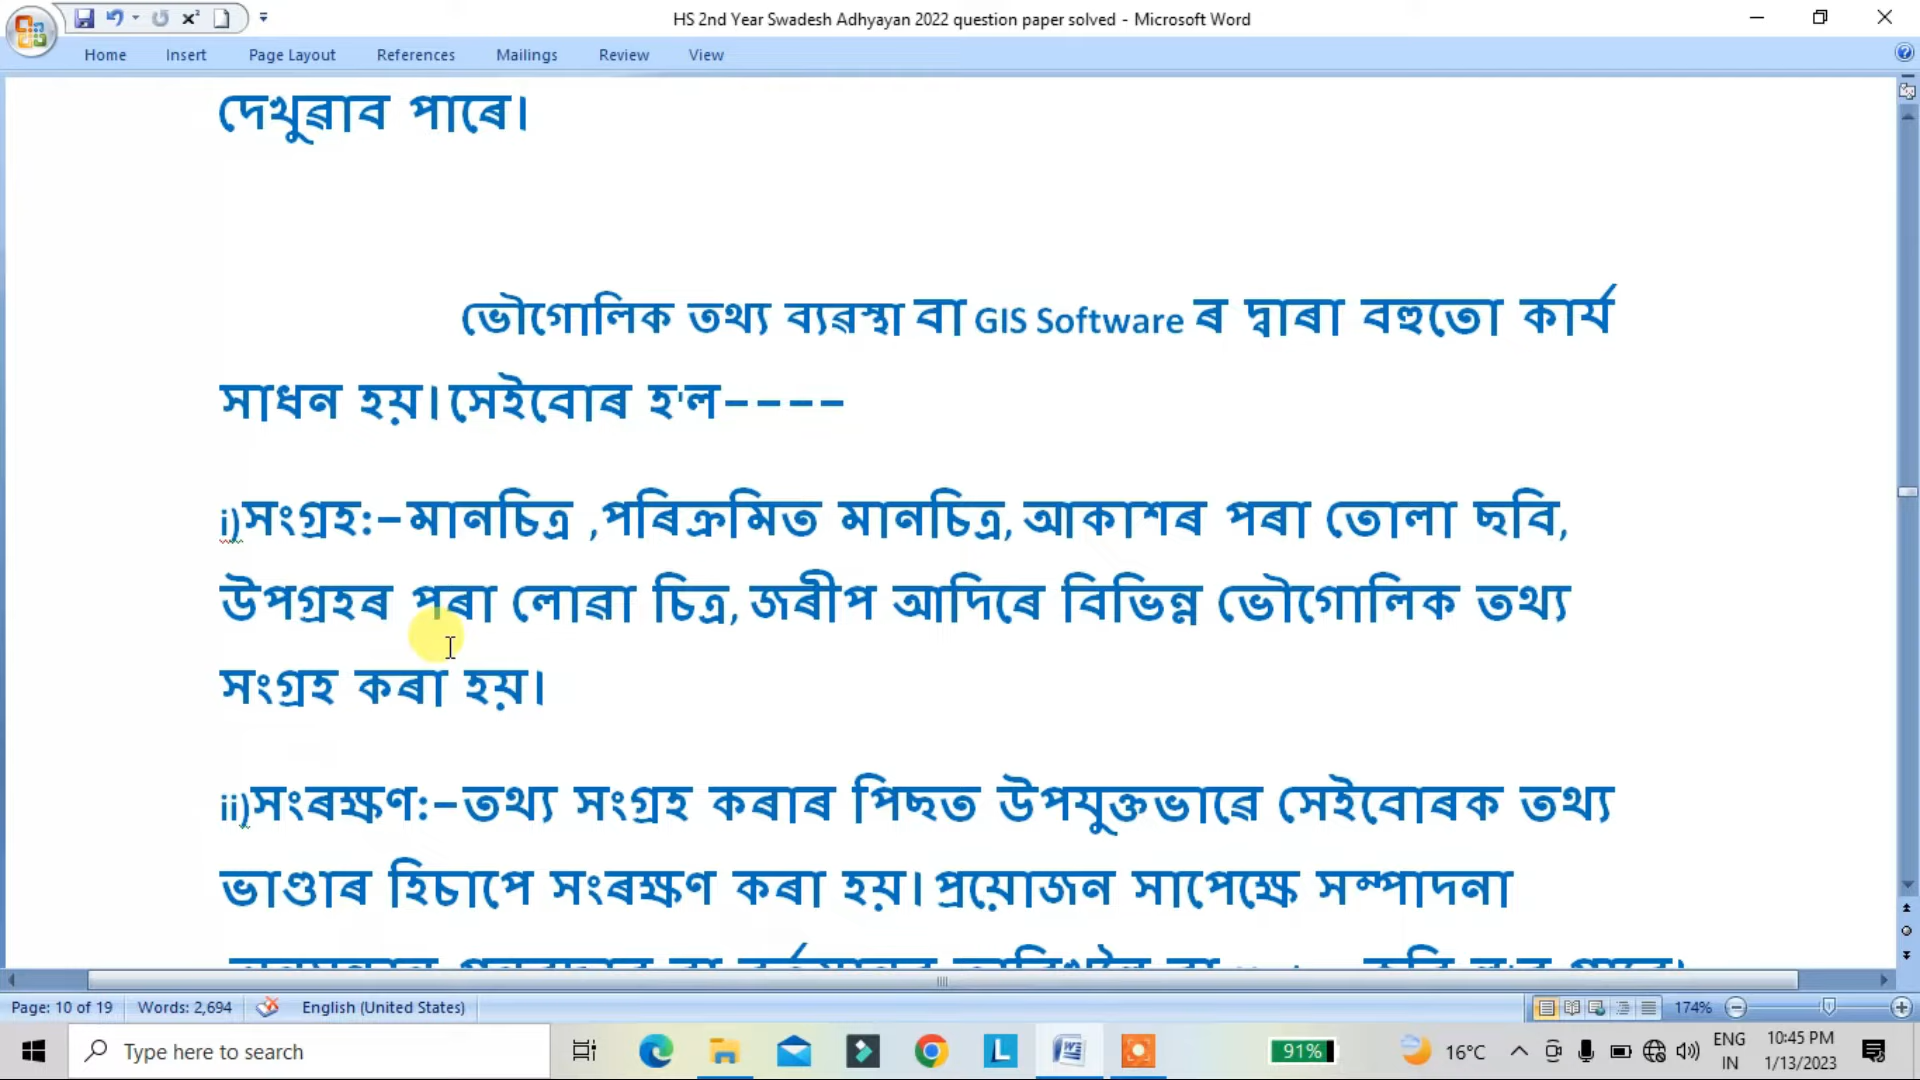 HS 2nd Year Swadesh Adhyayan 2022 question paper solved - Microsoft Word
Home Insert Page Layout References Mailings Review View
দেখুৱাব পাৰে।
ভৌগোলিক তথ্য ব্যৱস্থা বা GIS Software ৰ দ্বাৰা বহুতো কাৰ্য
সাধন হয়। সেইবোৰ হ'ল----
i)সংগ্ৰহ:-মানচিত্ৰ ,পৰিক্ৰমিত মানচিত্ৰ, আকাশৰ পৰা তোলা ছবি,
উপগ্ৰহৰ পৰা লোৱা চিত্ৰ, জৰীপ আদিৰে বিভিন্ন ভৌগোলিক তথ্য
সংগ্ৰহ কৰা হয়।
ii)সংৰক্ষণ:-তথ্য সংগ্ৰহ কৰাৰ পিছত উপযুক্তভাৱে সেইবোৰক তথ্য
ভাণ্ডাৰ হিচাপে সংৰক্ষণ কৰা হয়। প্ৰয়োজন সাপেক্ষে সম্পাদনা
Page: 10 of 19 Words: 2,694 English (United States) 174%
Type here to search 91% 16°C ENG 10:45 PM
IN 1/13/2023